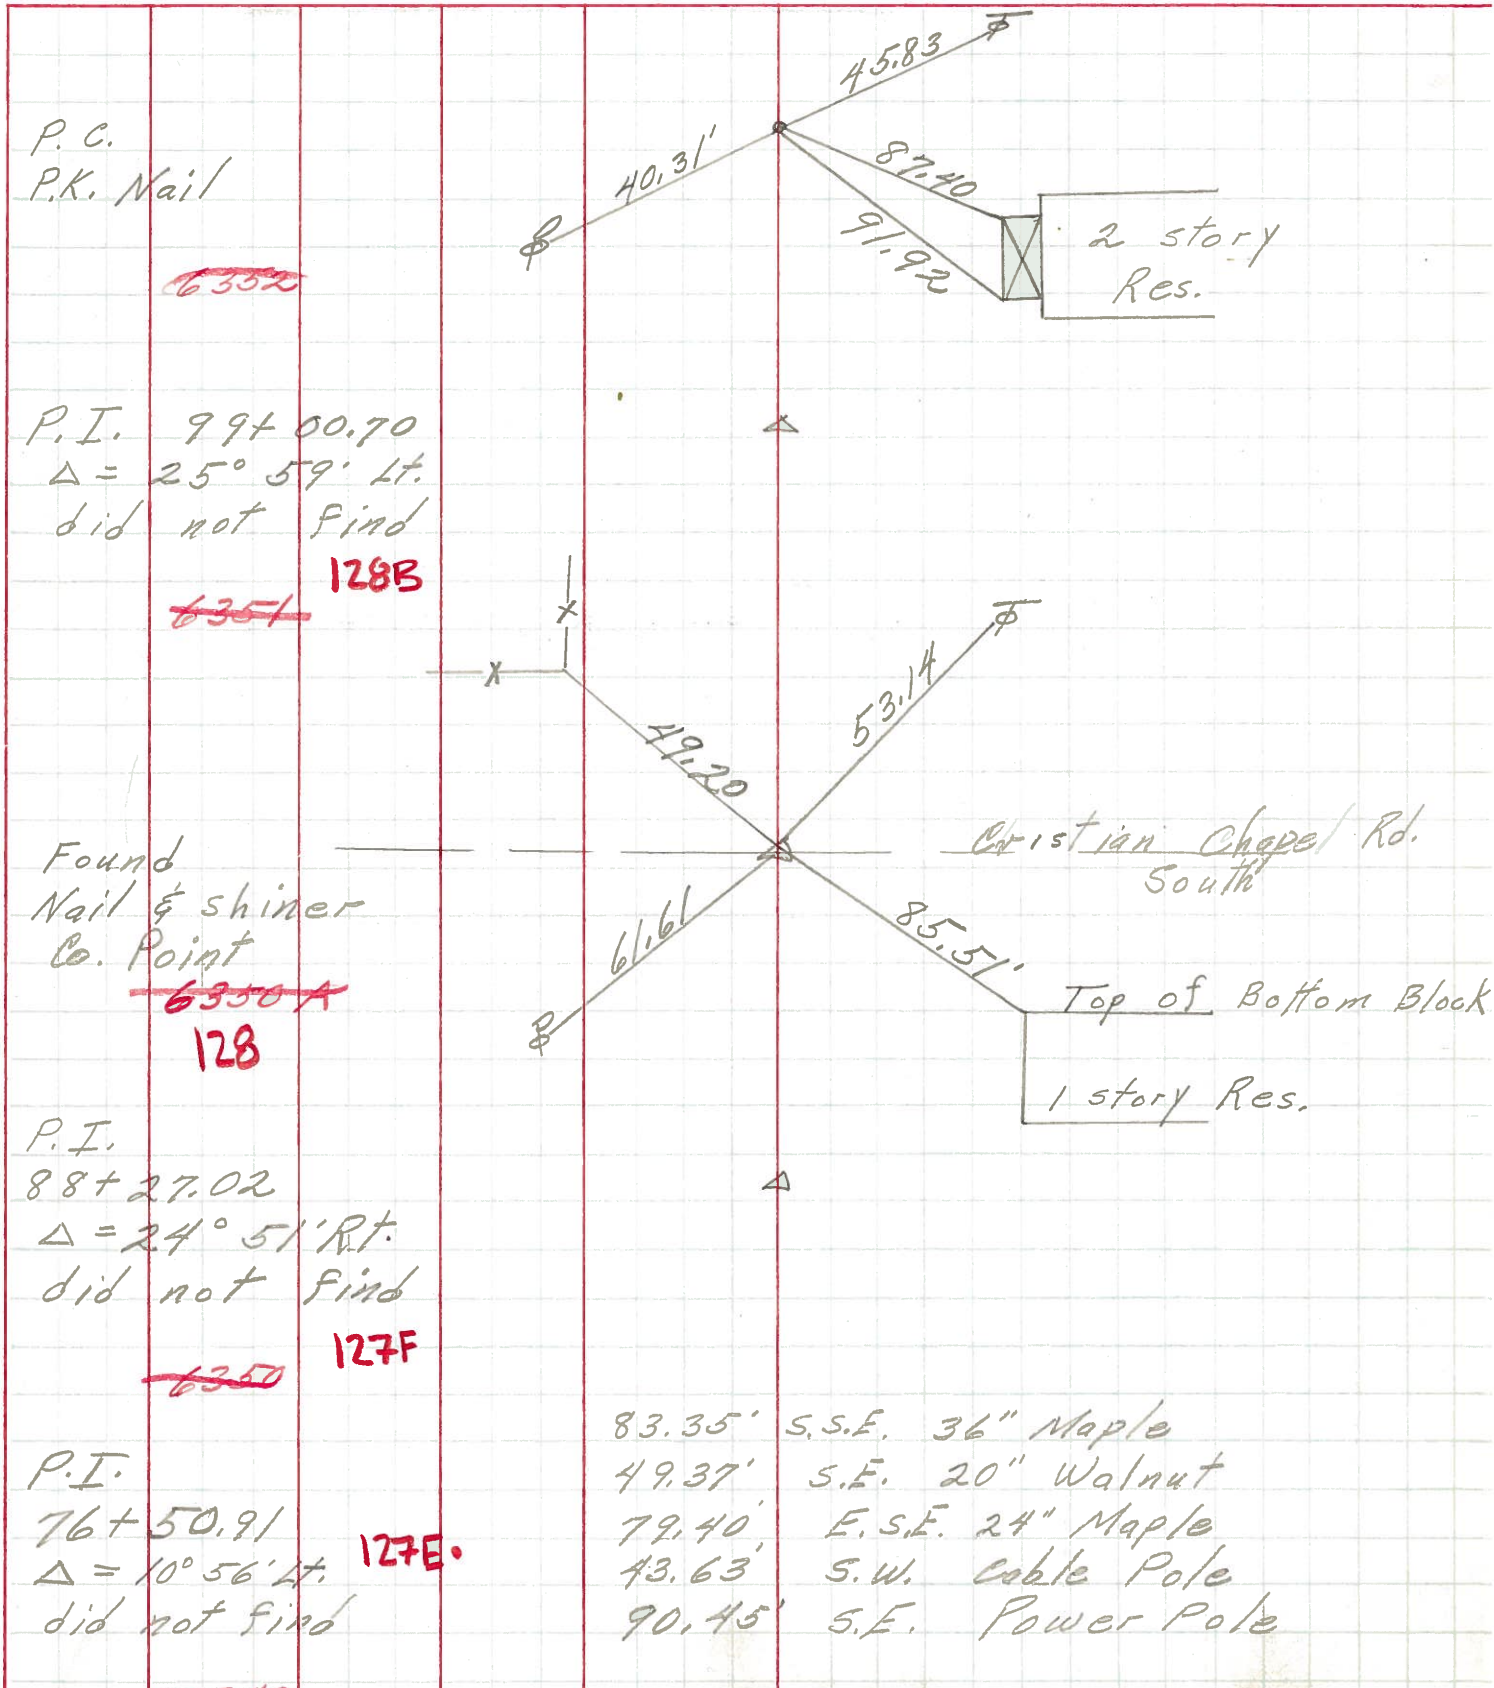 45.83
P.C.
P.K. Nail
40.31'
87.40
91.92
2 story
Res.
6352
P.I. 99+00.70
Δ = 25° 59' Lt.
did not find
128B
6351
53.14
49.20
Cristian Chapel Rd.
South
Found
Nail & shiner
Co. Point
6350 A
128
61.61
85.51'
Top of Bottom Block
1 story Res.
P.I.
88+27.02
Δ = 24° 51' Rt.
did not find
127F
6350
83.35' S.S.E. 36" Maple
49.37' S.E. 20" Walnut
79.40' E.S.E. 24" Maple
43.63' S.W. Cable Pole
90.45' S.E. Power Pole
P.I.
76+50.91
Δ = 10° 56' Lt.
127E.
did not find